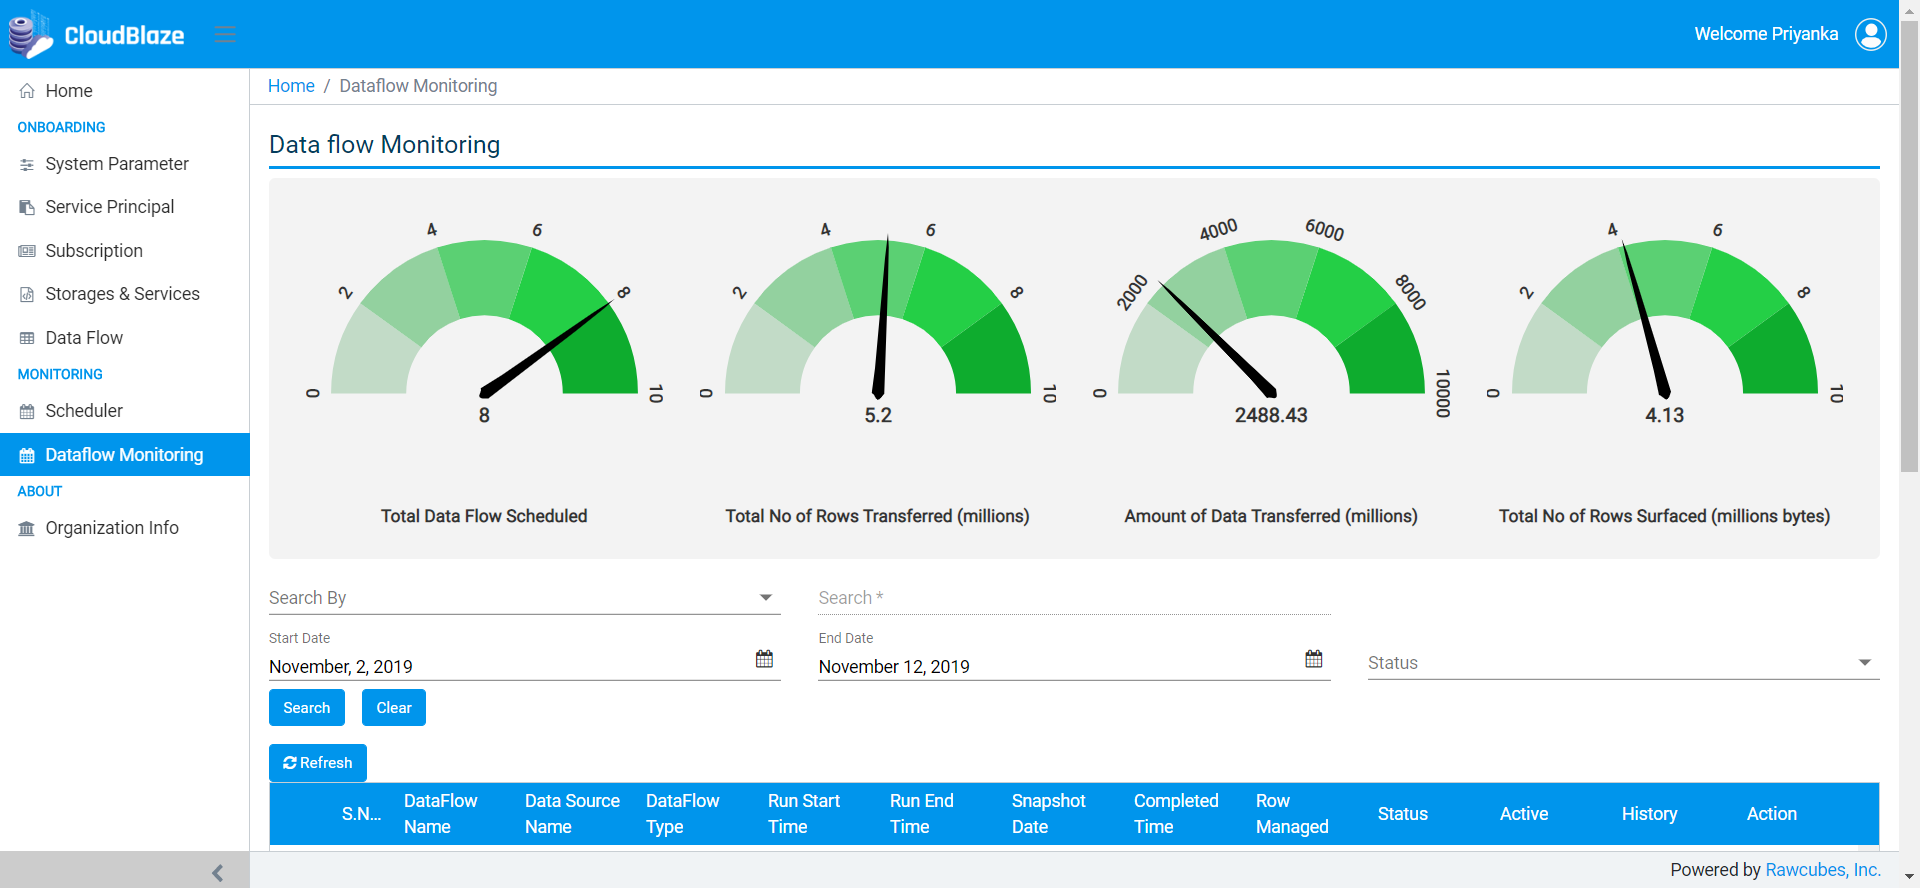 CloudBlaze
Welcome Priyanka
Home
ONBOARDING
System Parameter
Service Principal
Subscription
Storages & Services
Data Flow
MONITORING
Scheduler
Dataflow Monitoring
ABOUT
Organization Info
Home / Dataflow Monitoring
Data flow Monitoring
0 2 4 6 8 10
8
Total Data Flow Scheduled
0 2 4 6 8 10
5.2
Total No of Rows Transferred (millions)
0 2000 4000 6000 8000 10000
2488.43
Amount of Data Transferred (millions)
0 2 4 6 8 10
4.13
Total No of Rows Surfaced (millions bytes)
Search By
Search *
Start Date
November, 2, 2019
End Date
November 12, 2019
Status
Search
Clear
Refresh
S.N...
DataFlow
Name
Data Source
Name
DataFlow
Type
Run Start
Time
Run End
Time
Snapshot
Date
Completed
Time
Row
Managed
Status
Active
History
Action
Powered by Rawcubes, Inc.